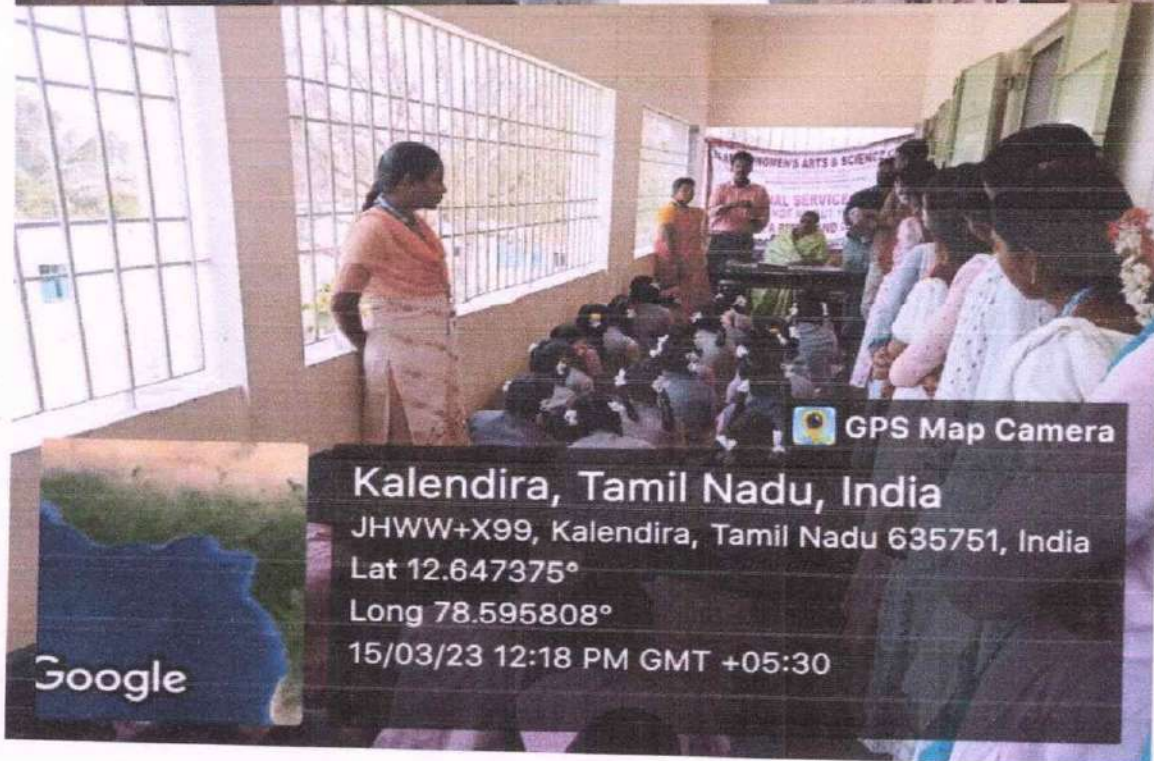 WOMEN'S ARTS & SCIENCE
SERVICE
GPS Map Camera
Kalendira, Tamil Nadu, India
JHWW+X99, Kalendira, Tamil Nadu 635751, India
Lat 12.647375°
Long 78.595808°
15/03/23 12:18 PM GMT +05:30
Google